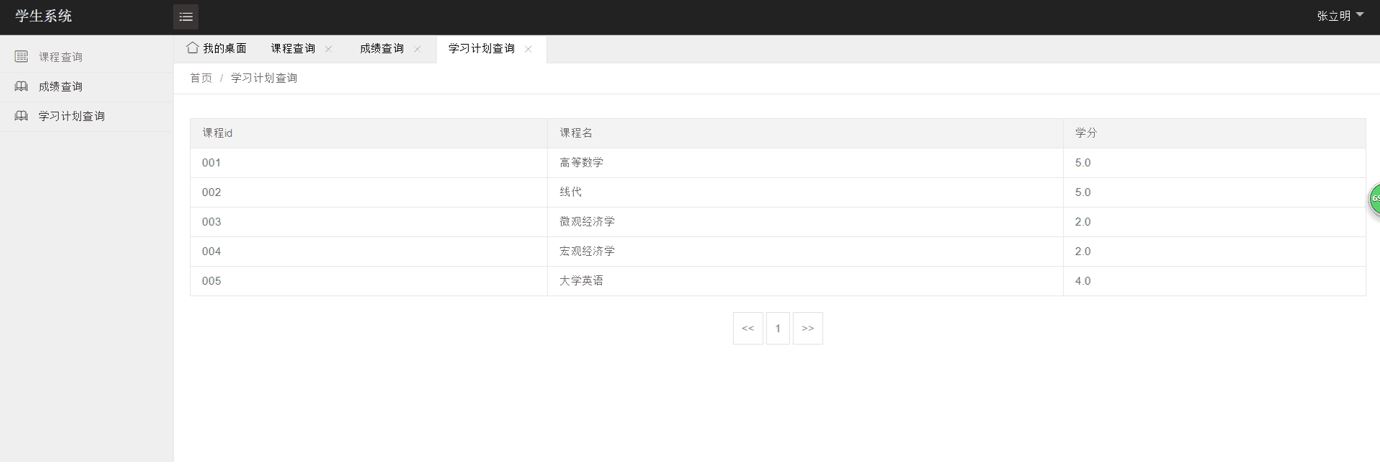 学生系统
张立明
课程查询
成绩查询
学习计划查询
我的桌面 课程查询 成绩查询 学习计划查询
首页 / 学习计划查询
课程id 课程名 学分
001 高等数学 5.0
002 线代 5.0
003 微观经济学 2.0
004 宏观经济学 2.0
005 大学英语 4.0
<< 1 >>